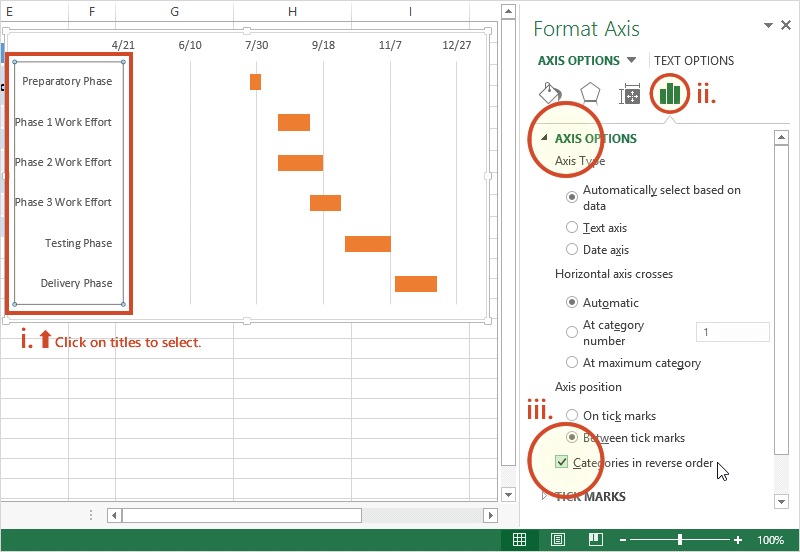 E F G H I
4/21 6/10 7/30 9/18 11/7 12/27
Preparatory Phase
Phase 1 Work Effort
Phase 2 Work Effort
Phase 3 Work Effort
Testing Phase
Delivery Phase
i. Click on titles to select.
Format Axis
AXIS OPTIONS TEXT OPTIONS
ii.
AXIS OPTIONS
Axis Type
Automatically select based on
data
Text axis
Date axis
Horizontal axis crosses
Automatic
At category
number
1
At maximum category
Axis position
On tick marks
iii.
Between tick marks
Categories in reverse order
TICK MARKS
100%